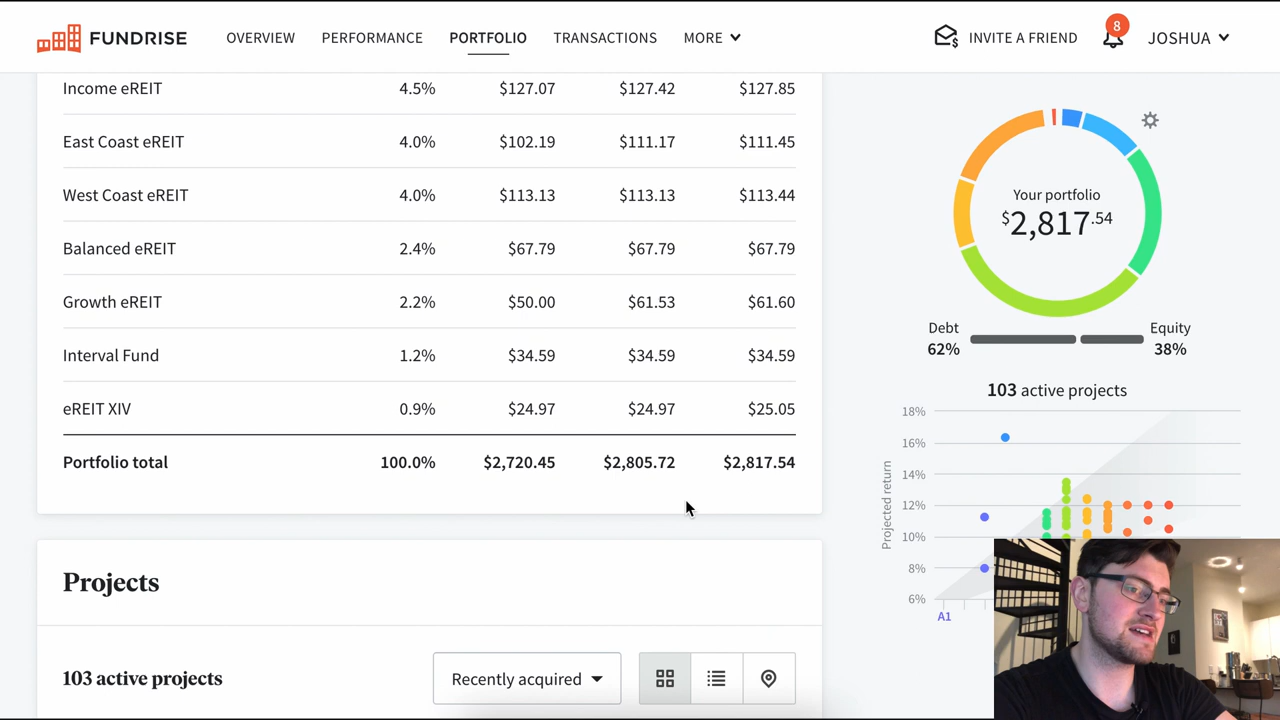 FUNDRISE OVERVIEW PERFORMANCE PORTFOLIO TRANSACTIONS MORE INVITE A FRIEND 8 JOSHUA
Income eREIT 4.5% $127.07 $127.42 $127.85
East Coast eREIT 4.0% $102.19 $111.17 $111.45
West Coast eREIT 4.0% $113.13 $113.13 $113.44
Balanced eREIT 2.4% $67.79 $67.79 $67.79
Growth eREIT 2.2% $50.00 $61.53 $61.60
Interval Fund 1.2% $34.59 $34.59 $34.59
eREIT XIV 0.9% $24.97 $24.97 $25.05
Portfolio total 100.0% $2,720.45 $2,805.72 $2,817.54
Projects
103 active projects Recently acquired
Your portfolio
$2,817.54
Debt Equity
62% 38%
103 active projects
18%
16%
14%
12%
10%
8%
6%
Projected return
A1